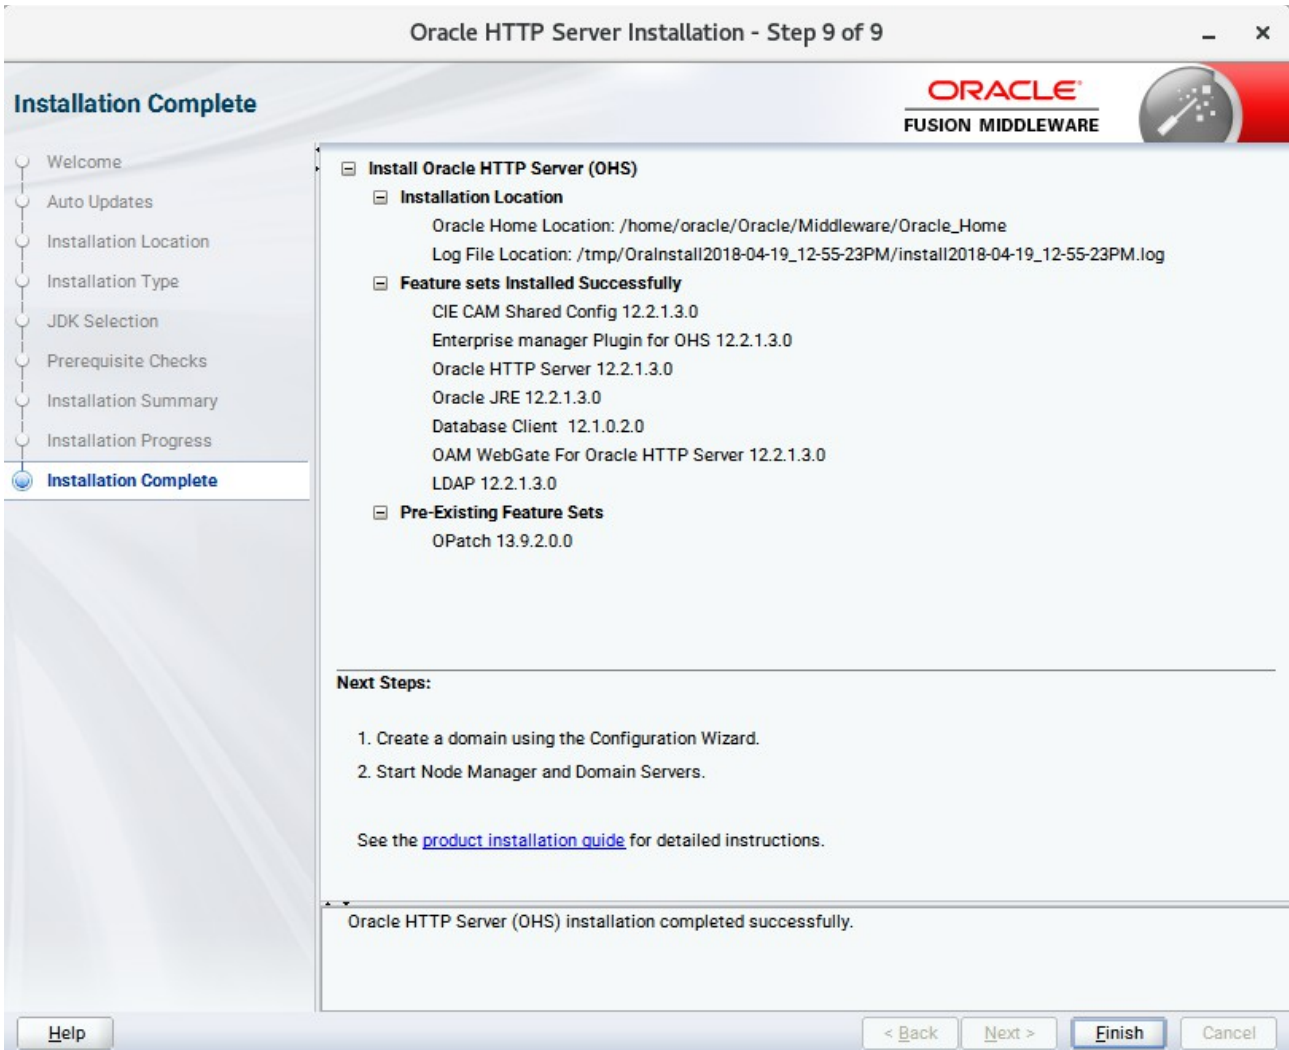 Oracle HTTP Server Installation - Step 9 of 9
Installation Complete
ORACLE
FUSION MIDDLEWARE
Welcome
Auto Updates
Installation Location
Installation Type
JDK Selection
Prerequisite Checks
Installation Summary
Installation Progress
Installation Complete
Install Oracle HTTP Server (OHS)
Installation Location
Oracle Home Location: /home/oracle/Oracle/Middleware/Oracle_Home
Log File Location: /tmp/OraInstall2018-04-19_12-55-23PM/install2018-04-19_12-55-23PM.log
Feature sets Installed Successfully
CIE CAM Shared Config 12.2.1.3.0
Enterprise manager Plugin for OHS 12.2.1.3.0
Oracle HTTP Server 12.2.1.3.0
Oracle JRE 12.2.1.3.0
Database Client  12.1.0.2.0
OAM WebGate For Oracle HTTP Server 12.2.1.3.0
LDAP 12.2.1.3.0
Pre-Existing Feature Sets
OPatch 13.9.2.0.0
Next Steps:
1. Create a domain using the Configuration Wizard.
2. Start Node Manager and Domain Servers.
See the product installation guide for detailed instructions.
Oracle HTTP Server (OHS) installation completed successfully.
Help
< Back
Next >
Finish
Cancel